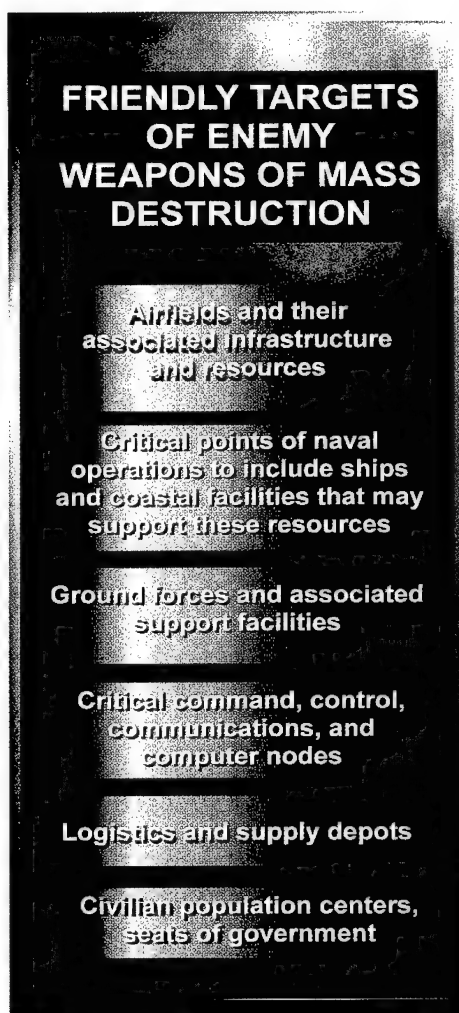 FRIENDLY TARGETS
OF ENEMY
WEAPONS OF MASS
DESTRUCTION
Airfields and their
associated infrastructure
and resources
Critical points of naval
operations to include ships
and coastal facilities that may
support these resources
Ground forces and associated
support facilities
Critical command, control,
communications, and
computer nodes
Logistics and supply depots
Civilian population centers,
seats of government